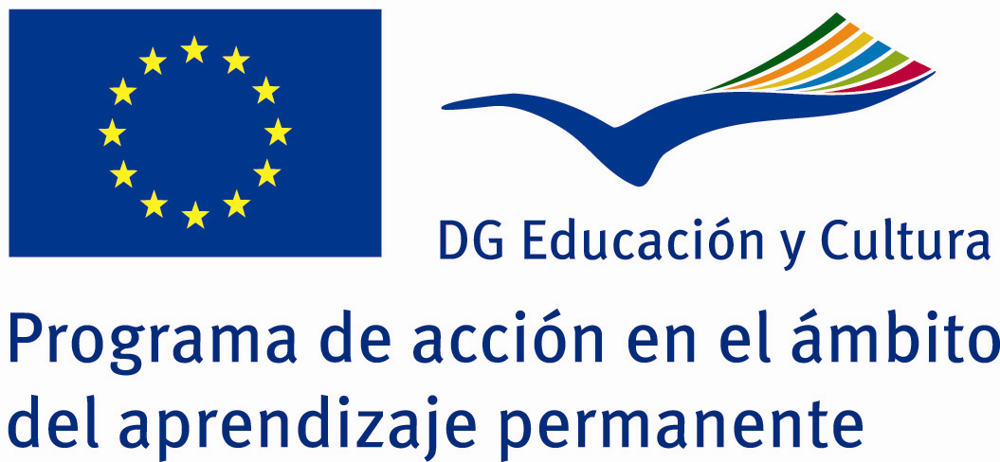 DG Educación y Cultura
Programa de acción en el ámbito
del aprendizaje permanente